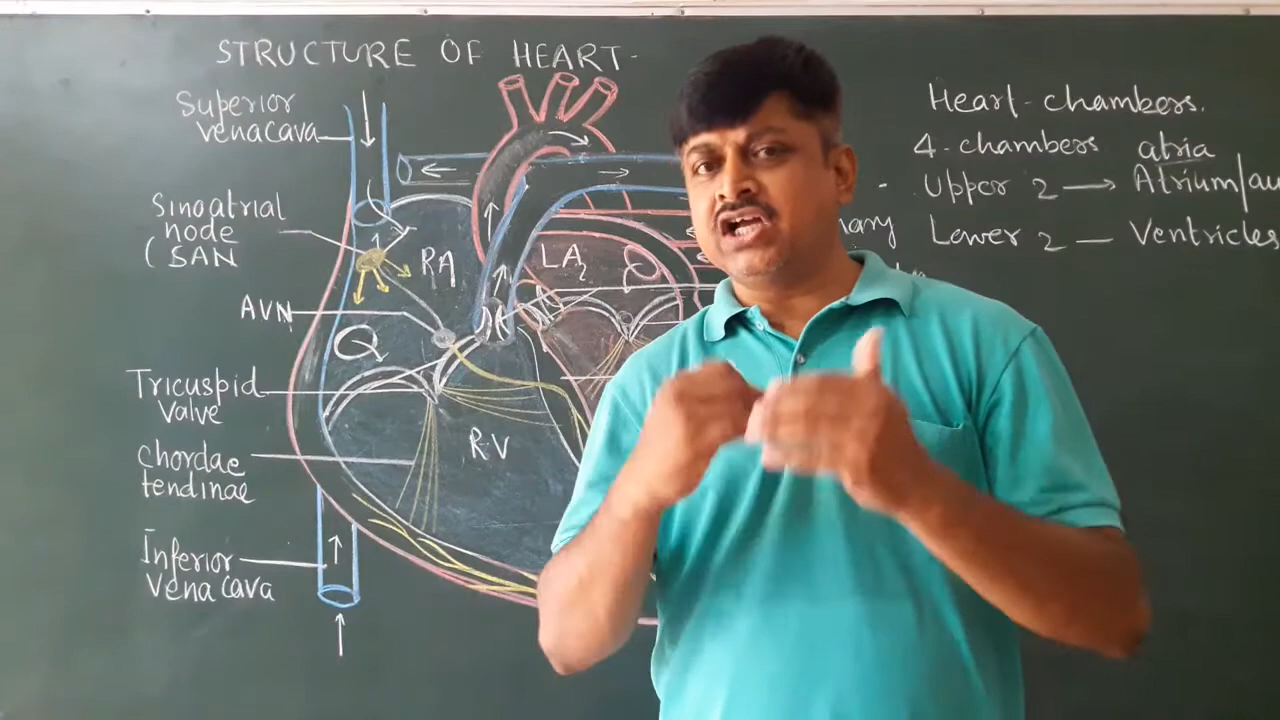 STRUCTURE OF HEART-
Superior
venacava
Sinoatrial
node
(SAN
AVN
Tricuspid
Valve
chordae
tendinae
Inferior
vena cava
RA
LA
R-V
Heart-chambers.
4-chambers atria
Upper 2 → Atrium/au
Lower 2 — Ventricles